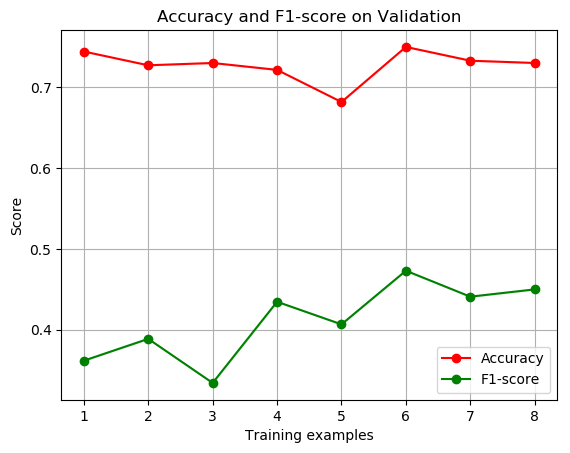 Accuracy and F1-score on Validation
Score
0.7
0.6
0.5
0.4
Accuracy
F1-score
1 2 3 4 5 6 7 8
Training examples